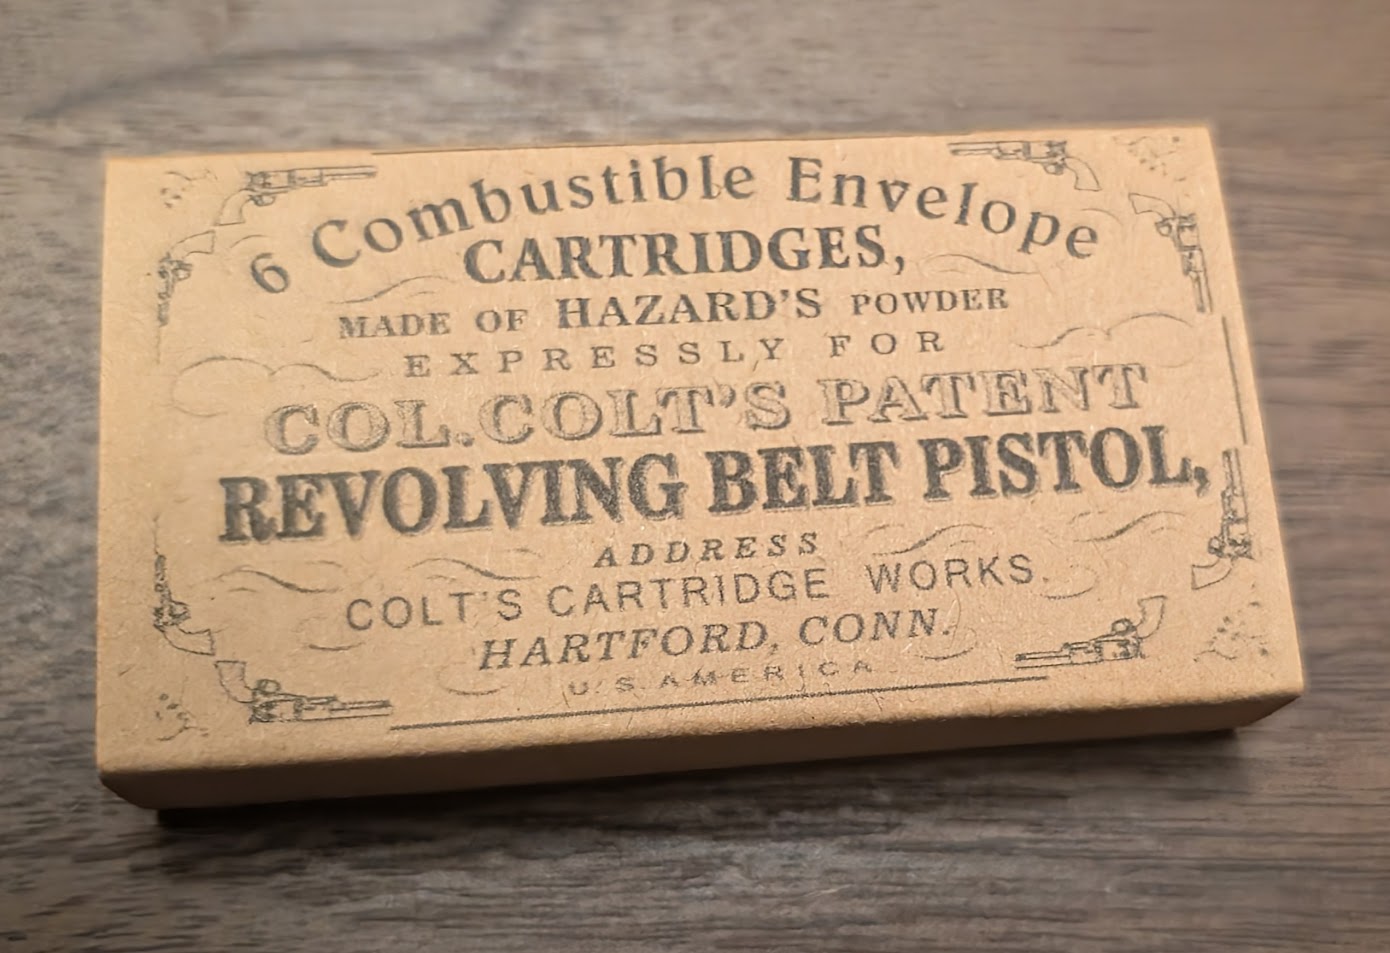 6 Combustible Envelope
CARTRIDGES,
MADE OF HAZARD'S POWDER
EXPRESSLY FOR
COL. COLT'S PATENT
REVOLVING BELT PISTOL,
ADDRESS
COLT'S CARTRIDGE WORKS.
HARTFORD, CONN.
U.S. AMERICA